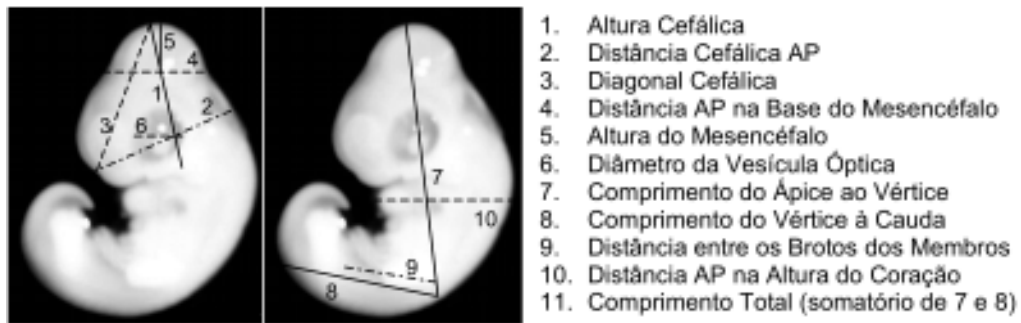 5
4
1
2
3
6
7
10
9
8
1. Altura Cefálica
2. Distância Cefálica AP
3. Diagonal Cefálica
4. Distância AP na Base do Mesencéfalo
5. Altura do Mesencéfalo
6. Diâmetro da Vesícula Óptica
7. Comprimento do Ápice ao Vértice
8. Comprimento do Vértice à Cauda
9. Distância entre os Brotos dos Membros
10. Distância AP na Altura do Coração
11. Comprimento Total (somatório de 7 e 8)